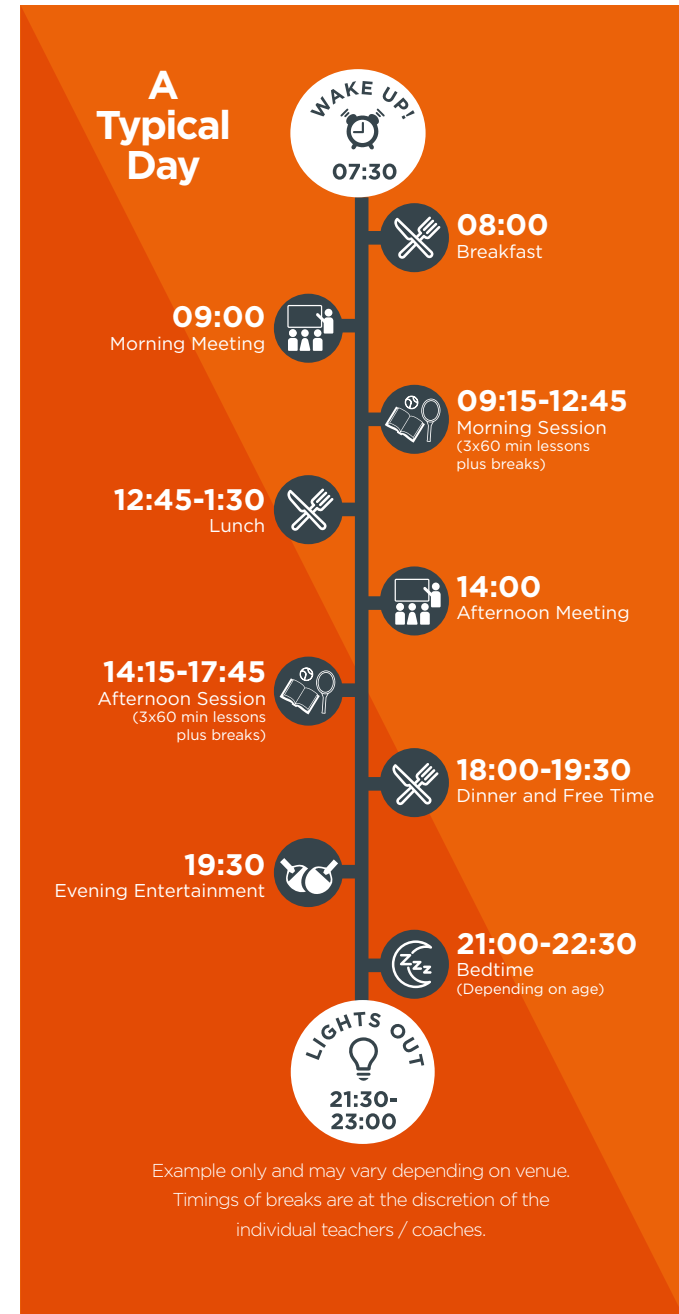 A
Typical
Day
WAKE UP!
07:30
08:00
Breakfast
09:00
Morning Meeting
09:15-12:45
Morning Session
(3x60 min lessons
plus breaks)
12:45-1:30
Lunch
14:00
Afternoon Meeting
14:15-17:45
Afternoon Session
(3x60 min lessons
plus breaks)
18:00-19:30
Dinner and Free Time
19:30
Evening Entertainment
21:00-22:30
Bedtime
(Depending on age)
zzz
LIGHTS OUT
21:30-
23:00
Example only and may vary depending on venue.
Timings of breaks are at the discretion of the
individual teachers / coaches.